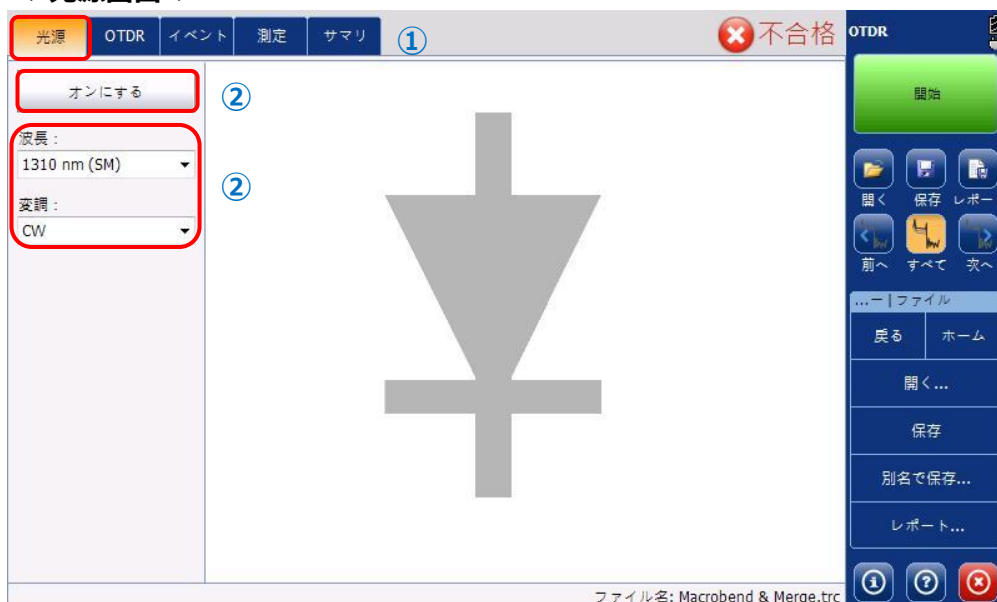 光源
OTDR
イベント
測定
サマリ
①
不合格
オンにする
②
波長：
1310 nm (SM)
②
変調：
CW
ファイル名: Macrobend & Merge.trc
OTDR
開始
開く
保存
レポー
前へ
すべて
次へ
...ー | ファイル
戻る
ホーム
開く...
保存
別名で保存...
レポート...